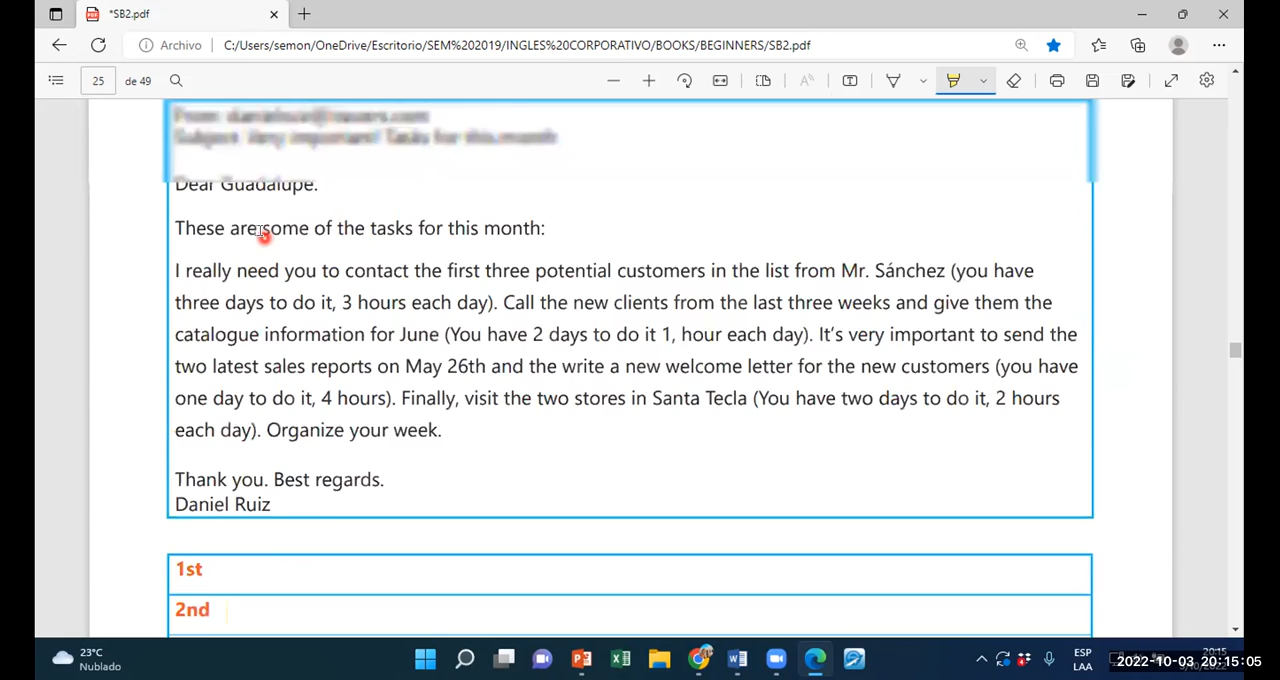 *SB2.pdf
Archivo C:/Users/semon/OneDrive/Escritorio/SEM%202019/INGLES%20CORPORATIVO/BOOKS/BEGINNERS/SB2.pdf
25 de 49
Dear Guadalupe.
These are some of the tasks for this month:
I really need you to contact the first three potential customers in the list from Mr. Sánchez (you have
three days to do it, 3 hours each day). Call the new clients from the last three weeks and give them the
catalogue information for June (You have 2 days to do it 1, hour each day). It's very important to send the
two latest sales reports on May 26th and the write a new welcome letter for the new customers (you have
one day to do it, 4 hours). Finally, visit the two stores in Santa Tecla (You have two days to do it, 2 hours
each day). Organize your week.
Thank you. Best regards.
Daniel Ruiz
1st
2nd
23°C
Nublado
ESP
LAA
20:15
2022-10-03 20:15:05